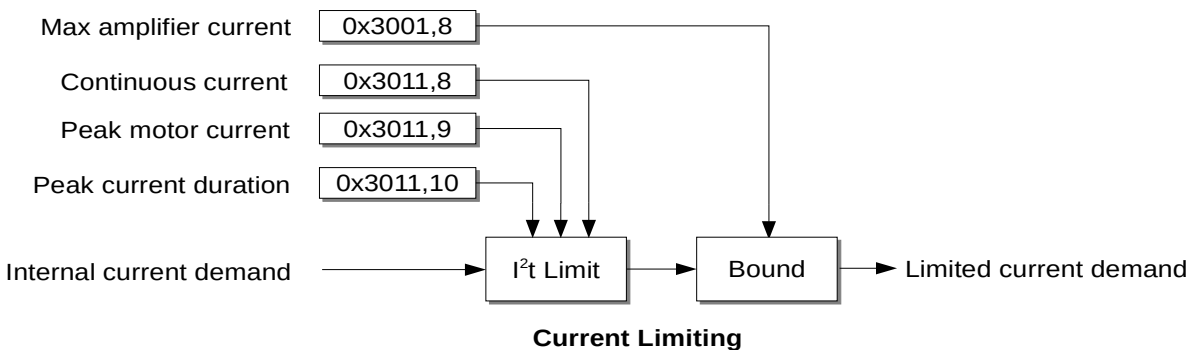 Max amplifier current 0x3001,8
Continuous current 0x3011,8
Peak motor current 0x3011,9
Peak current duration 0x3011,10
Internal current demand I²t Limit Bound Limited current demand
Current Limiting